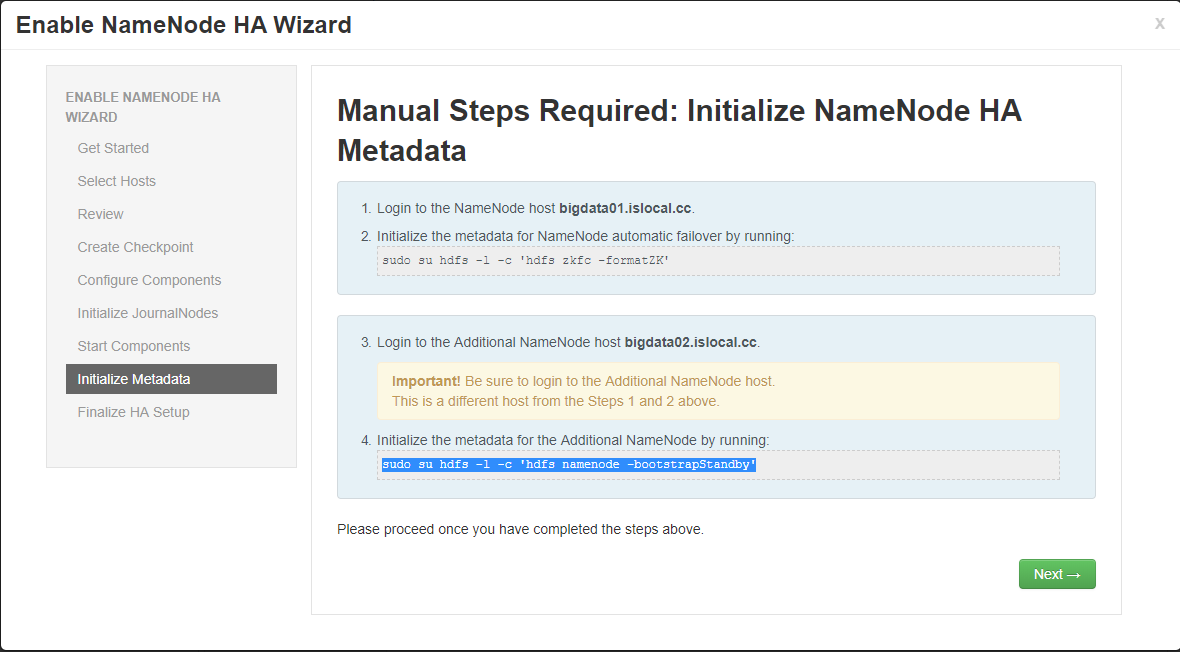 Enable NameNode HA Wizard
x
ENABLE NAMENODE HA
WIZARD
Get Started
Select Hosts
Review
Create Checkpoint
Configure Components
Initialize JournalNodes
Start Components
Initialize Metadata
Finalize HA Setup
Manual Steps Required: Initialize NameNode HA
Metadata
1. Login to the NameNode host bigdata01.islocal.cc.
2. Initialize the metadata for NameNode automatic failover by running:
sudo su hdfs -l -c 'hdfs zkfc -formatZK'
3. Login to the Additional NameNode host bigdata02.islocal.cc.
Important! Be sure to login to the Additional NameNode host.
This is a different host from the Steps 1 and 2 above.
4. Initialize the metadata for the Additional NameNode by running:
sudo su hdfs -l -c 'hdfs namenode -bootstrapStandby'
Please proceed once you have completed the steps above.
Next →